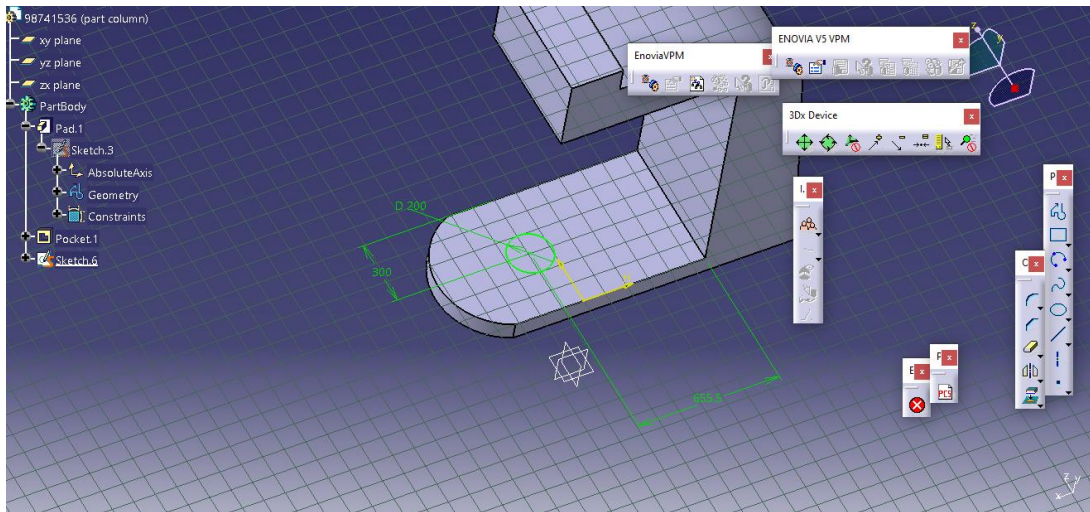 98741536 (part column)
xy plane
yz plane
zx plane
PartBody
Pad.1
Sketch.3
AbsoluteAxis
Geometry
Constraints
Pocket.1
Sketch.6
EnoviaVPM
ENOVIA V5 VPM
3Dx Device
I.
P
C
E
F
PCS
D 200
300
655.5
z
y
z
y
x